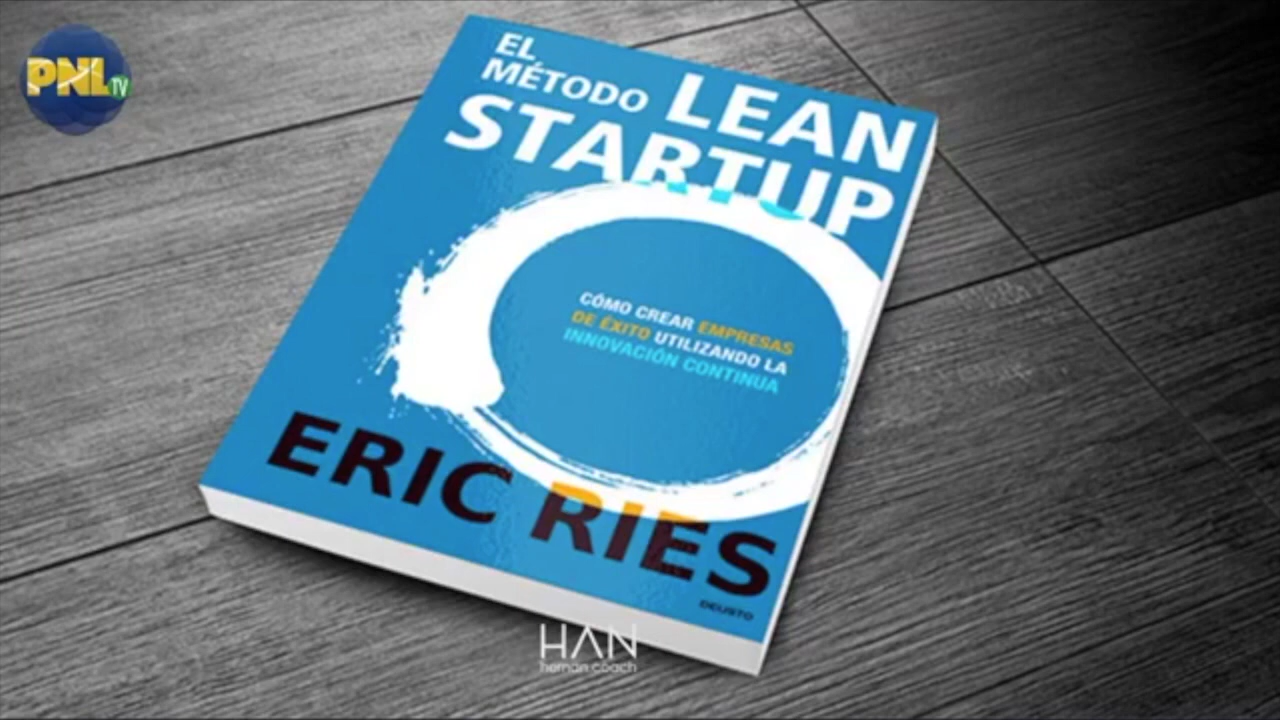 PNL TV
EL
MÉTODO LEAN
STARTUP
CÓMO CREAR EMPRESAS
DE ÉXITO UTILIZANDO LA
INNOVACIÓN CONTINUA
ERIC RIES
DEUSTO
HAN
hernan.coach